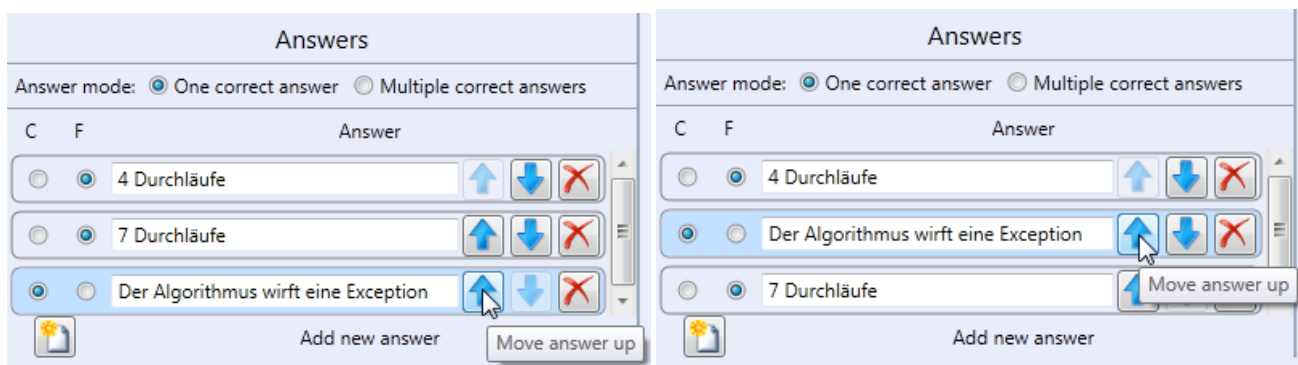 Answers
Answer mode: One correct answer Multiple correct answers
C F Answer
4 Durchläufe
7 Durchläufe
Der Algorithmus wirft eine Exception
Add new answer
Move answer up
Answers
Answer mode: One correct answer Multiple correct answers
C F Answer
4 Durchläufe
Der Algorithmus wirft eine Exception
Move answer up
7 Durchläufe
Add new answer